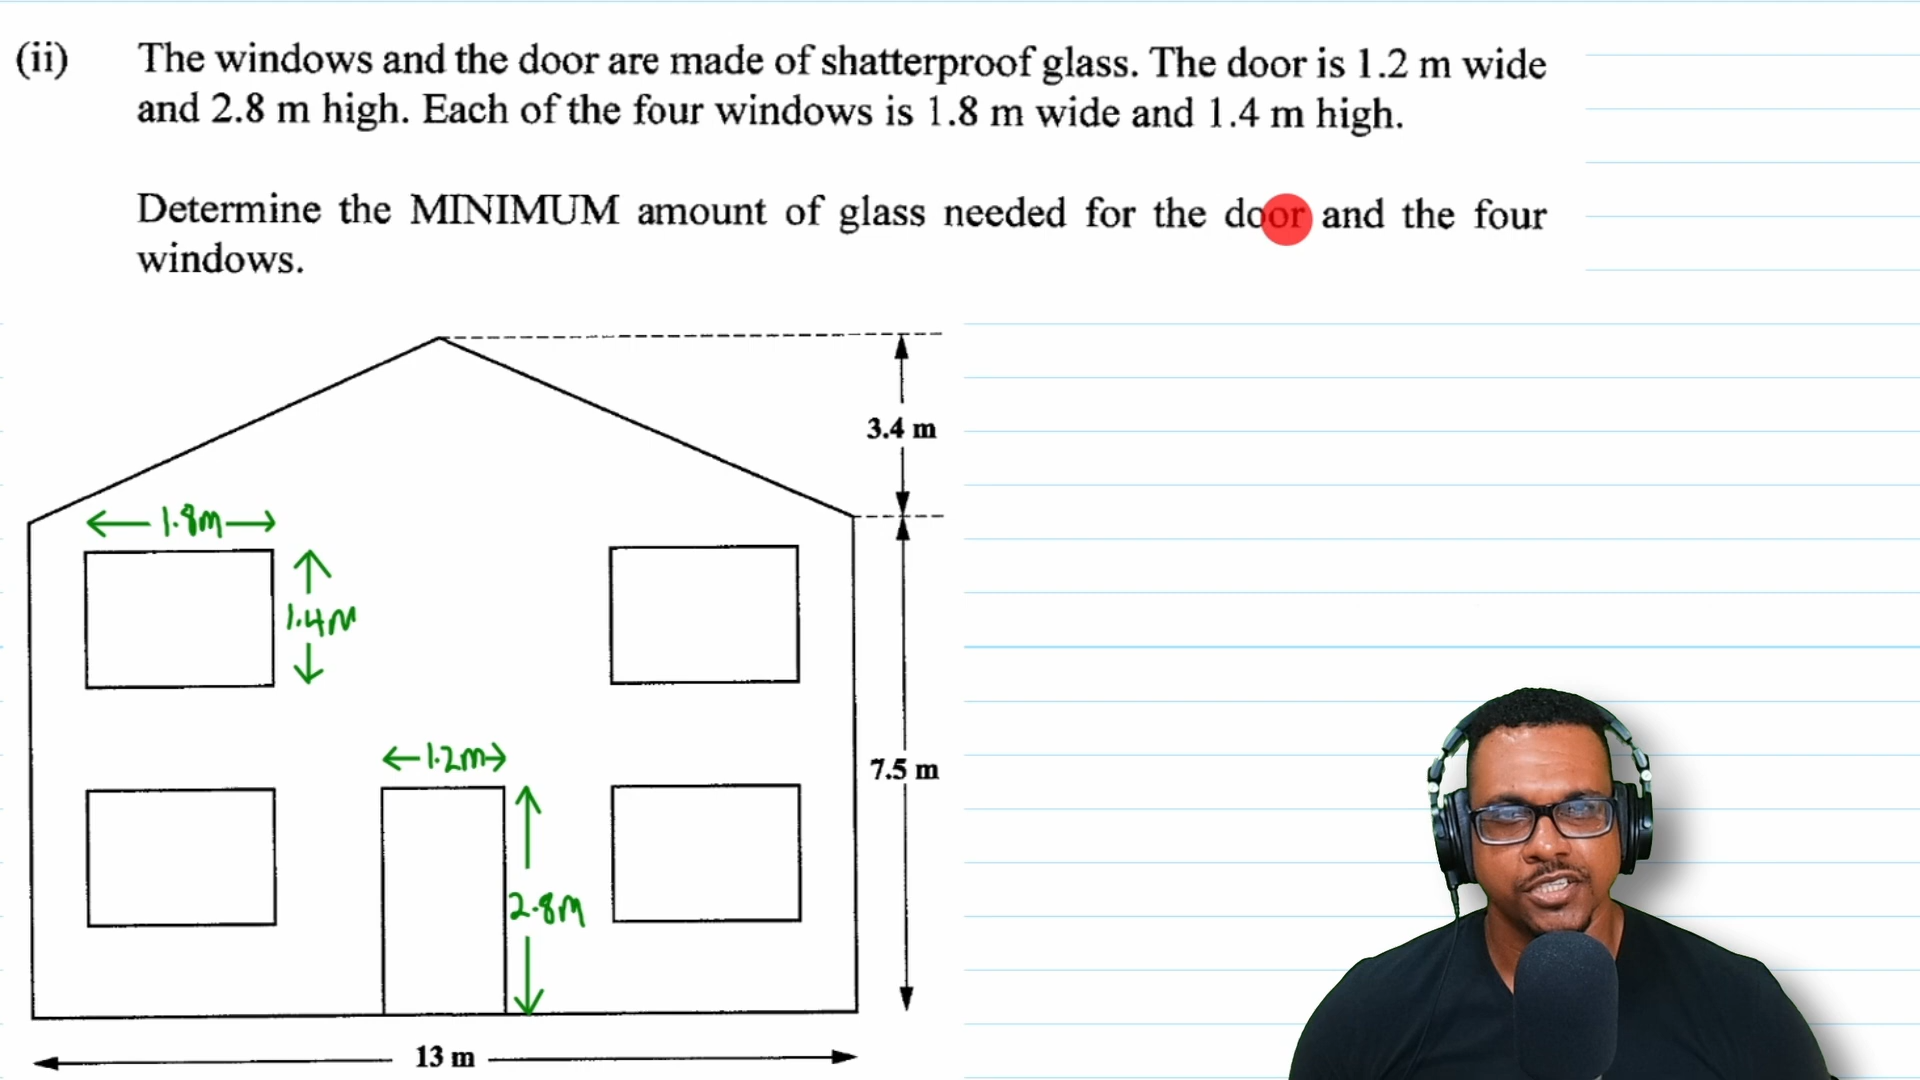 (ii) The windows and the door are made of shatterproof glass. The door is 1.2 m wide
and 2.8 m high. Each of the four windows is 1.8 m wide and 1.4 m high.
Determine the MINIMUM amount of glass needed for the door and the four
windows.
3.4 m
1.8m
1.4m
1.2m
7.5 m
2.8m
13 m